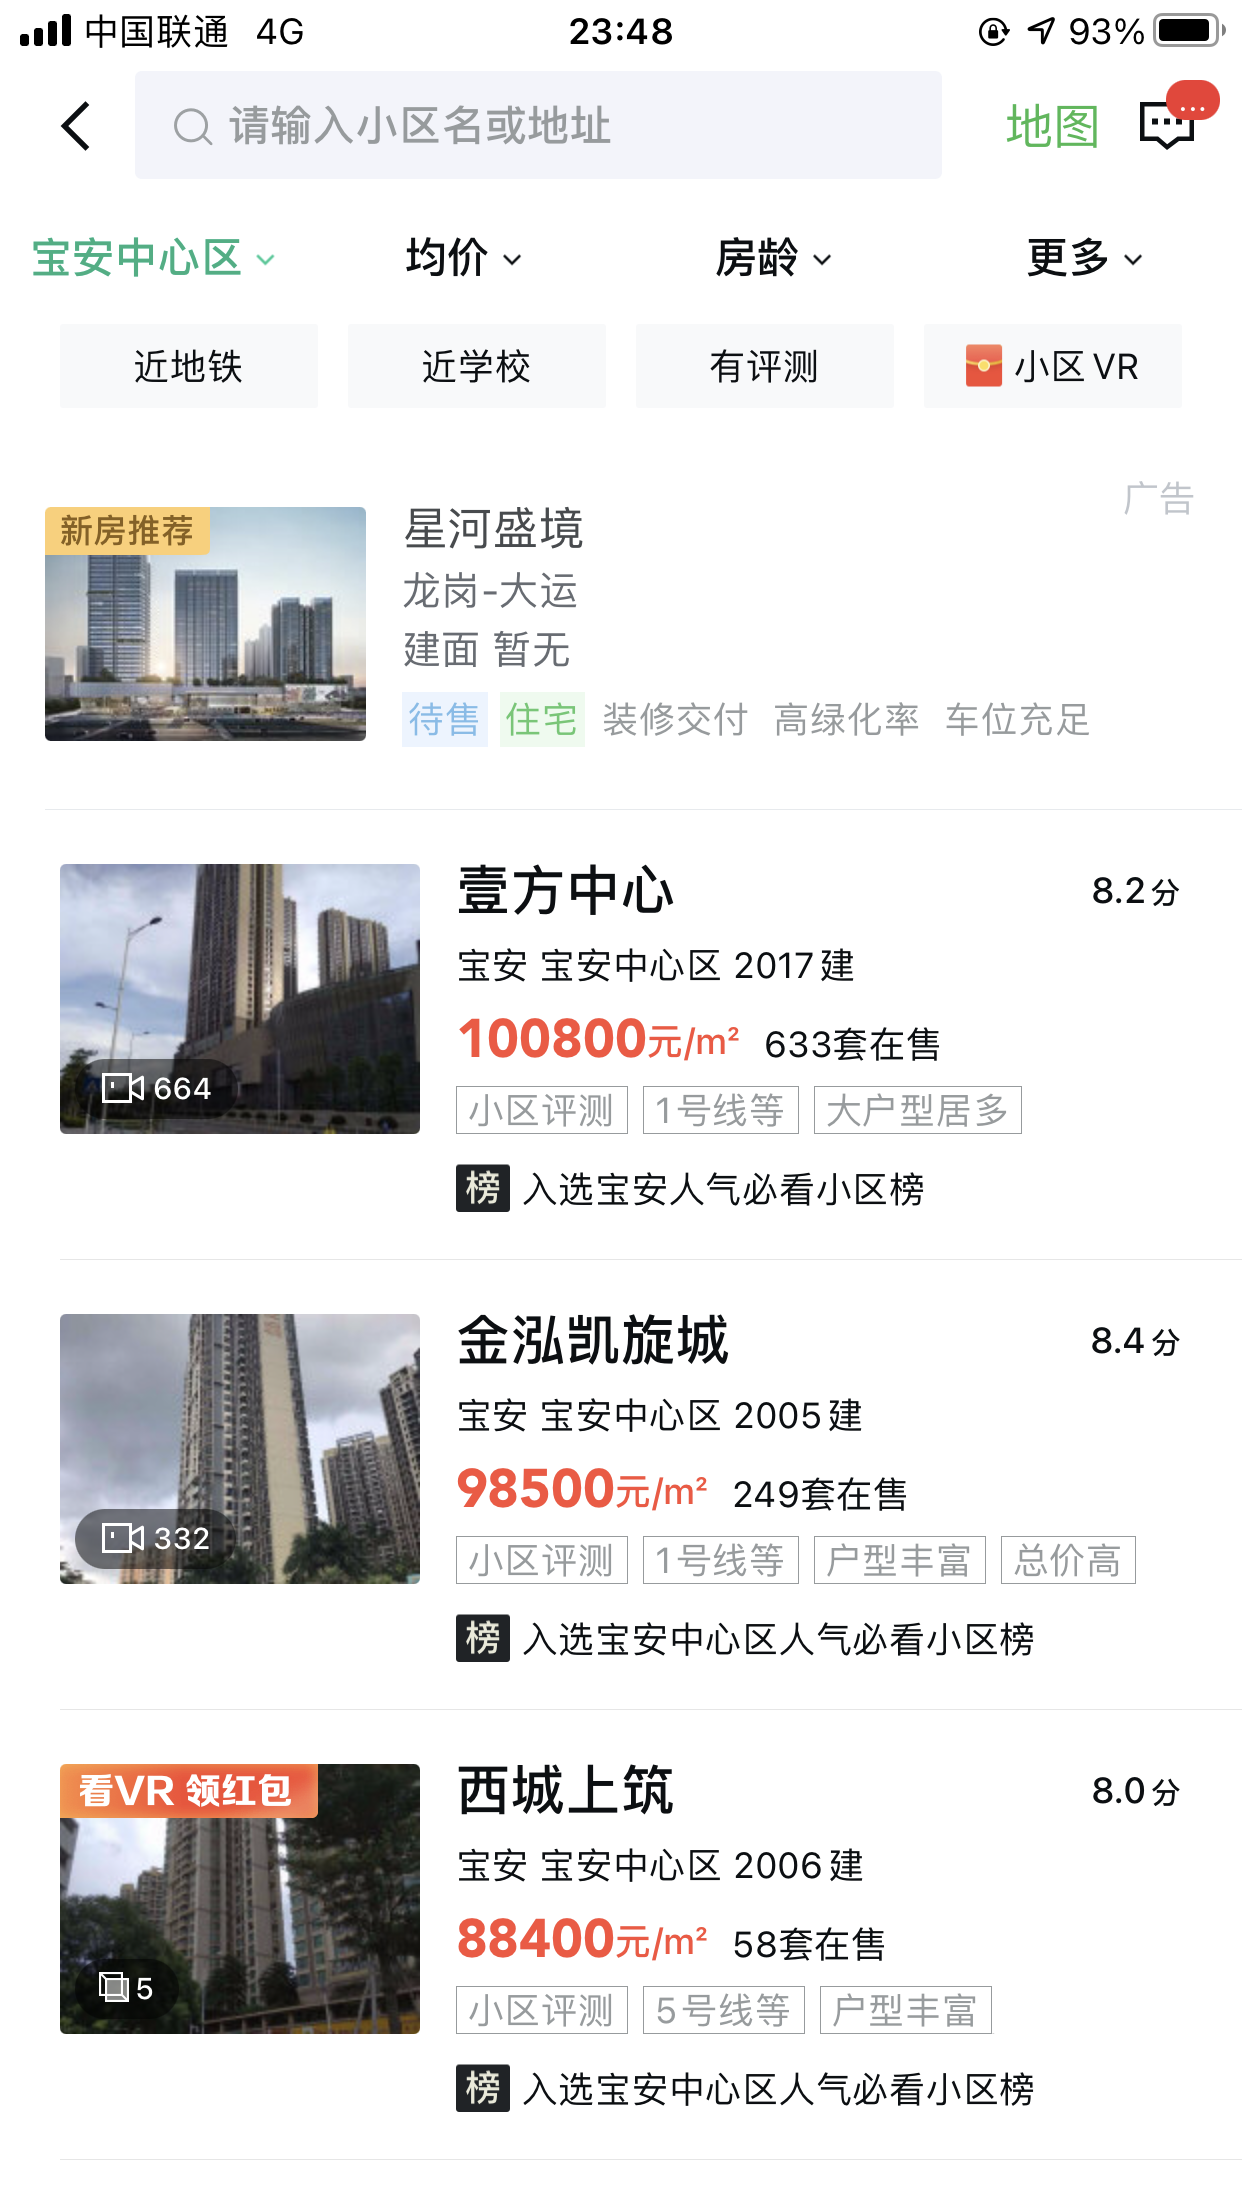 中国联通 4G 23:48 93%
请输入小区名或地址 地图 ...
宝安中心区 均价 房龄 更多
近地铁 近学校 有评测 小区VR
广告
新房推荐
星河盛境
龙岗-大运
建面 暂无
待售 住宅 装修交付 高绿化率 车位充足
壹方中心 8.2分
宝安 宝安中心区 2017建
100800元/m² 633套在售
664
小区评测 1号线等 大户型居多
榜 入选宝安人气必看小区榜
金泓凯旋城 8.4分
宝安 宝安中心区 2005建
98500元/m² 249套在售
332
小区评测 1号线等 户型丰富 总价高
榜 入选宝安中心区人气必看小区榜
看VR 领红包
西城上筑 8.0分
宝安 宝安中心区 2006建
88400元/m² 58套在售
5
小区评测 5号线等 户型丰富
榜 入选宝安中心区人气必看小区榜